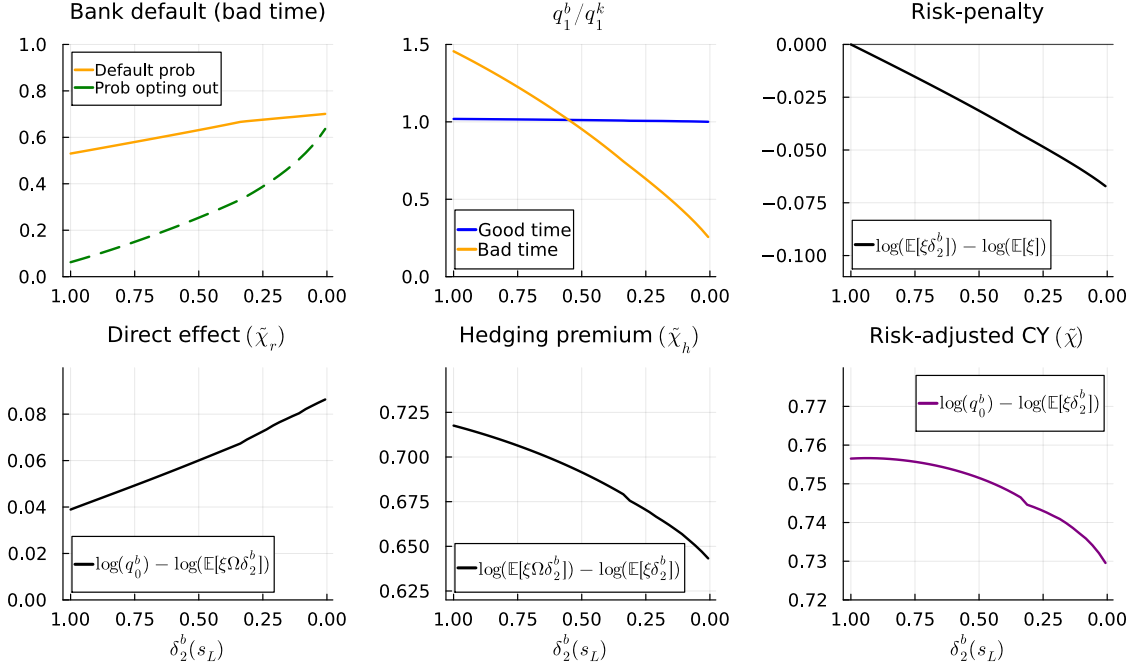 Bank default (bad time)
1.0
0.8
0.6
0.4
0.2
0.0
Default prob
Prob opting out
1.00 0.75 0.50 0.25 0.00
q_1^b/q_1^k
1.5
1.0
0.5
0.0
Good time
Bad time
1.00 0.75 0.50 0.25 0.00
Risk-penalty
0.000
−0.025
−0.050
−0.075
−0.100
log(𝔼[ξδ_2^b]) − log(𝔼[ξ])
1.00 0.75 0.50 0.25 0.00
Direct effect (χ̃_r)
0.08
0.06
0.04
0.02
0.00
log(q_0^b) − log(𝔼[ξΩδ_2^b])
1.00 0.75 0.50 0.25 0.00
δ_2^b(s_L)
Hedging premium (χ̃_h)
0.725
0.700
0.675
0.650
0.625
log(𝔼[ξΩδ_2^b]) − log(𝔼[ξδ_2^b])
1.00 0.75 0.50 0.25 0.00
δ_2^b(s_L)
Risk-adjusted CY (χ̃)
log(q_0^b) − log(𝔼[ξδ_2^b])
0.77
0.76
0.75
0.74
0.73
0.72
1.00 0.75 0.50 0.25 0.00
δ_2^b(s_L)